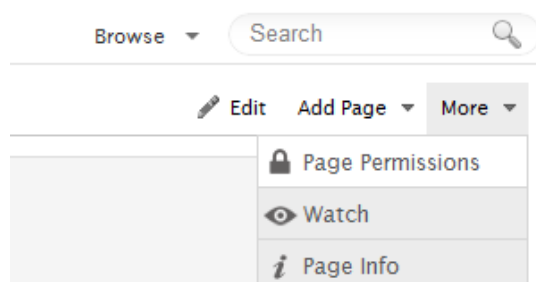 Browse Search
Edit Add Page More
Page Permissions
Watch
Page Info